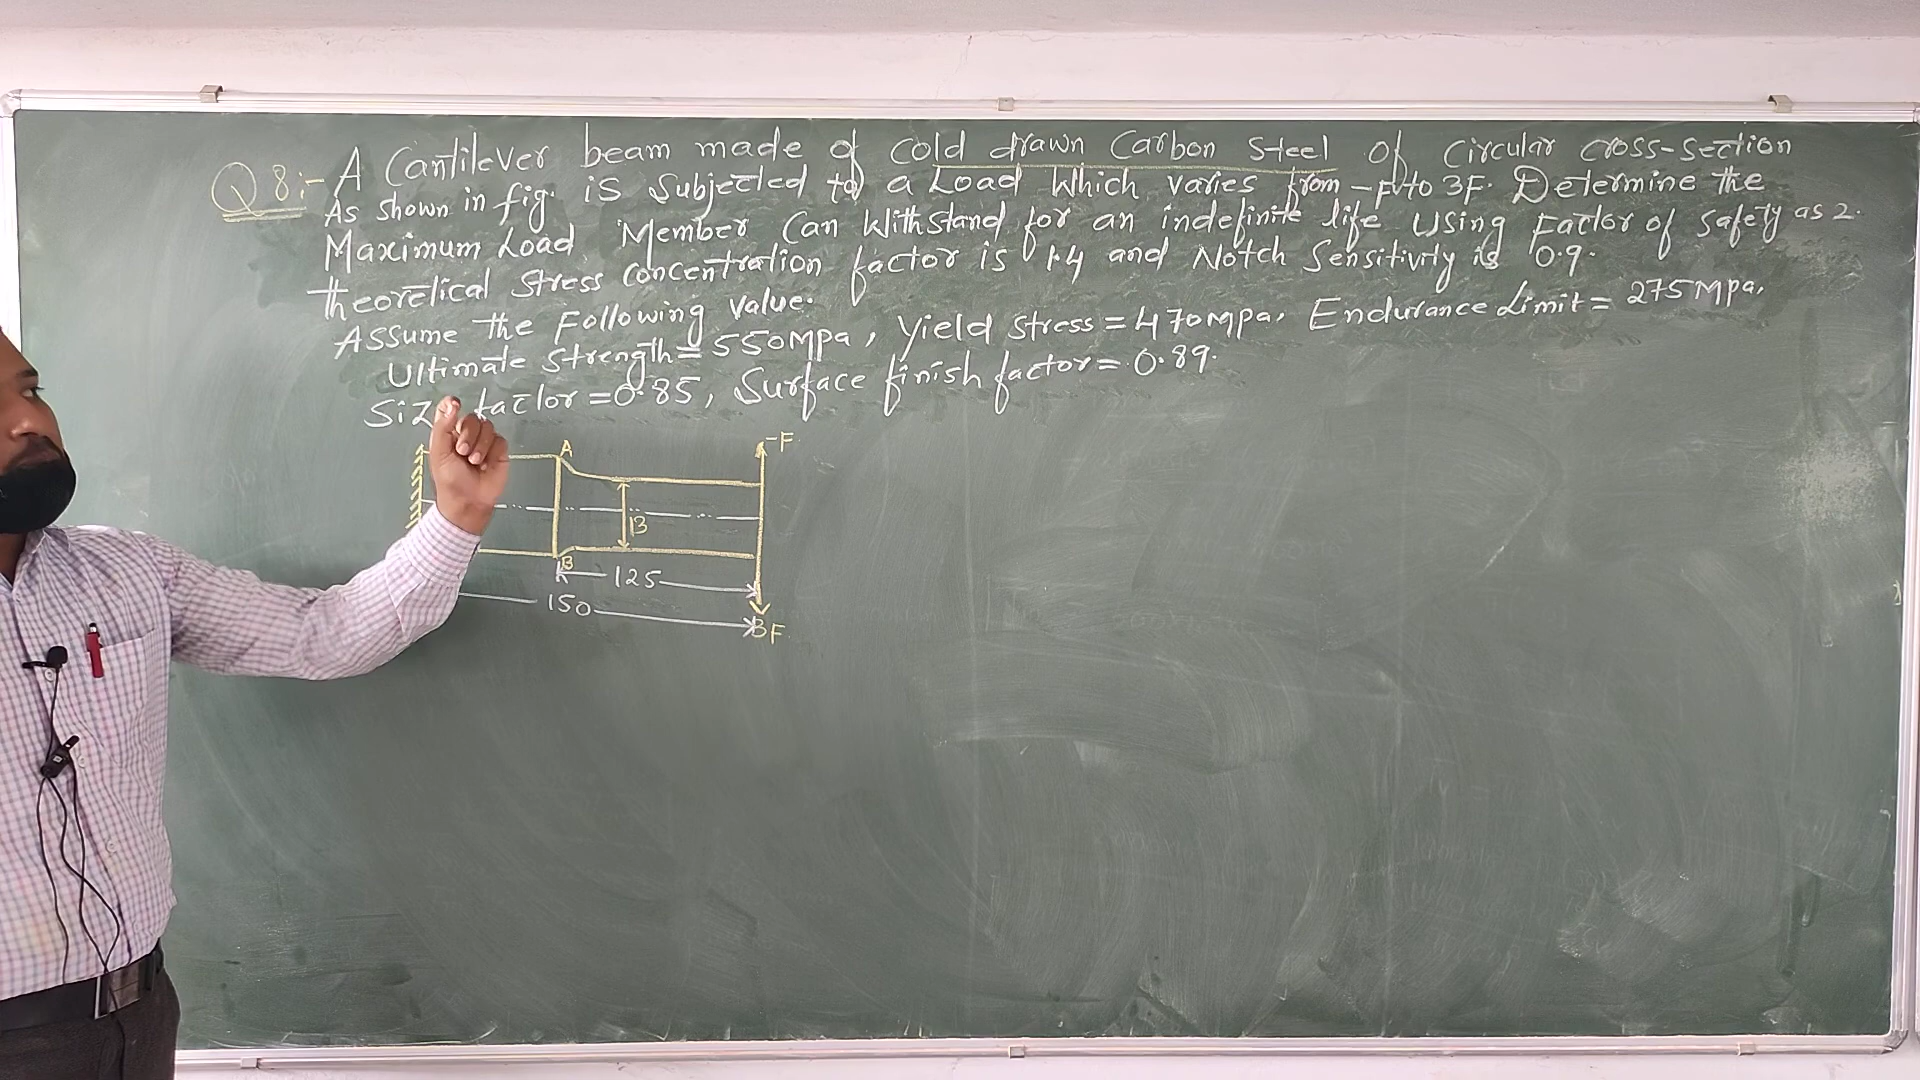 Q 8:- A Cantilever beam made of cold drawn Carbon Steel of Circular cross-section
As shown in fig. is Subjected to a Load Which varies from -F to 3F. Determine the
Maximum Load Member Can Withstand for an indefinite life Using Factor of Safety as 2.
Theoretical Stress Concentration factor is 1.4 and Notch Sensitivity is 0.9.
Assume the Following value.
Ultimate Strength = 550MPa, Yield Stress = 470MPa, Endurance Limit = 275MPa,
Size factor = 0.85, Surface finish factor = 0.89.
A
-F
13
B
125
150
3F